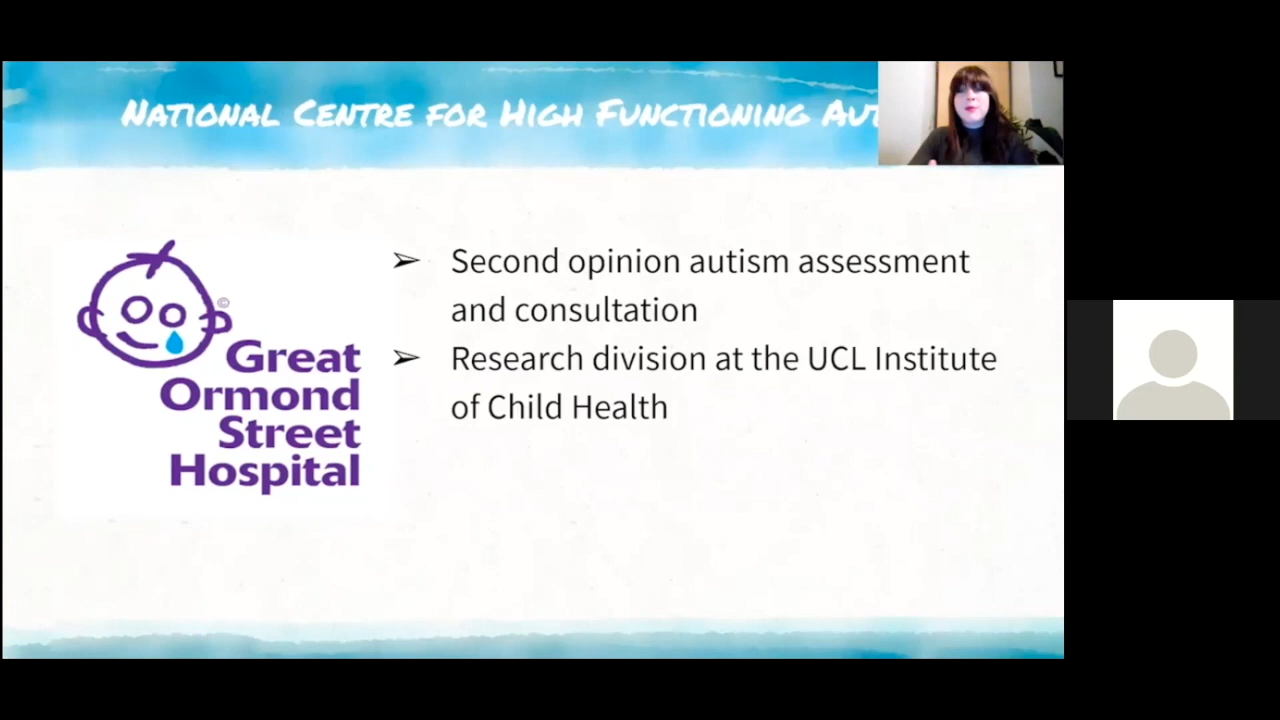 NATIONAL CENTRE FOR HIGH FUNCTIONING AUT
➢ Second opinion autism assessment
and consultation
➢ Research division at the UCL Institute
of Child Health
©
Great
Ormond
Street
Hospital